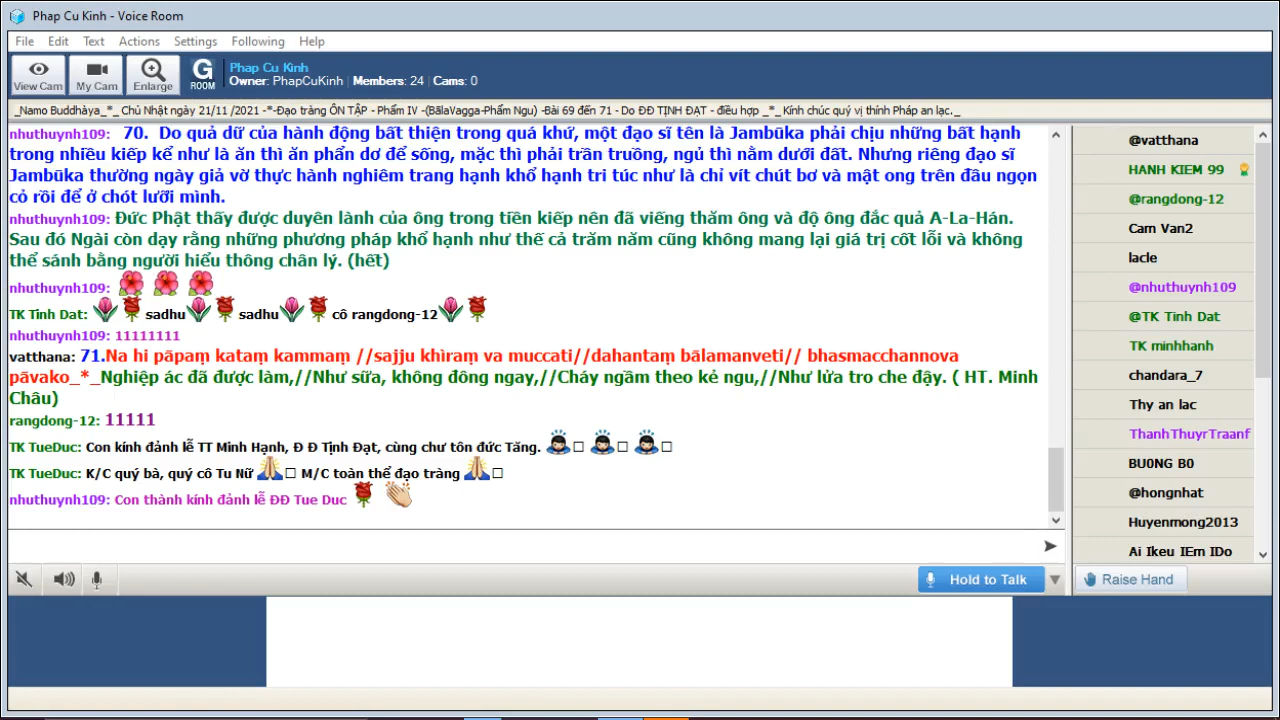 Phap Cu Kinh - Voice Room
File Edit Text Actions Settings Following Help
View Cam My Cam Enlarge G ROOM
Phap Cu Kinh
Owner: PhapCuKinh Members: 24 Cams: 0
_Namo Buddhàya_*_ Chủ Nhật ngày 21/11 /2021 -*-Đạo tràng ÔN TẬP - Phẩm IV -(BãlaVagga-Phẩm Ngu) -Bài 69 đến 71 - Do ĐĐ TỊNH ĐẠT - điều hợp _*_ Kính chúc quý vị thính Pháp an lạc._
nhuthuynh109: 70. Do quả dữ của hành động bất thiện trong quá khứ, một đạo sĩ tên là Jambũka phải chịu những bất hạnh
trong nhiều kiếp kể như là ăn thì ăn phẩn dơ để sống, mặc thì phải trần truồng, ngủ thì nằm dưới đất. Nhưng riêng đạo sĩ
Jambũka thường ngày giả vờ thực hành nghiêm trang hạnh khổ hạnh tri túc như là chỉ vít chút bơ và mật ong trên đầu ngọn
cỏ rồi để ở chót lưỡi mình.
nhuthuynh109: Đức Phật thấy được duyên lành của ông trong tiền kiếp nên đã viếng thăm ông và độ ông đắc quả A-La-Hán.
Sau đó Ngài còn dạy rằng những phương pháp khổ hạnh như thế cả trăm năm cũng không mang lại giá trị cốt lỗi và không
thể sánh bằng người hiểu thông chân lý. (hết)
nhuthuynh109:
TK Tinh Dat: sadhu sadhu cô rangdong-12
nhuthuynh109: 11111111
vatthana: 71.Na hi pāpaṃ kataṃ kammaṃ //sajju khìraṃ va muccati//dahantaṃ bālamanveti// bhasmacchannova
pāvako_*_Nghiệp ác đã được làm,//Như sữa, không đông ngay,//Cháy ngầm theo kẻ ngu,//Như lửa tro che đậy. ( HT. Minh
Châu)
rangdong-12: 11111
TK TueDuc: Con kính đảnh lễ TT Minh Hạnh, Đ Đ Tịnh Đạt, cùng chư tôn đức Tăng.
TK TueDuc: K/C quý bà, quý cô Tu Nữ M/C toàn thể đạo tràng
nhuthuynh109: Con thành kính đảnh lễ ĐĐ Tue Duc
Hold to Talk
@vatthana
HANH KIEM 99
@rangdong-12
Cam Van2
lacle
@nhuthuynh109
@TK Tinh Dat
TK minhhanh
chandara_7
Thy an lac
ThanhThuyrTraanf
BU0NG B0
@hongnhat
Huyenmong2013
Ai Ikeu IEm IDo
Raise Hand